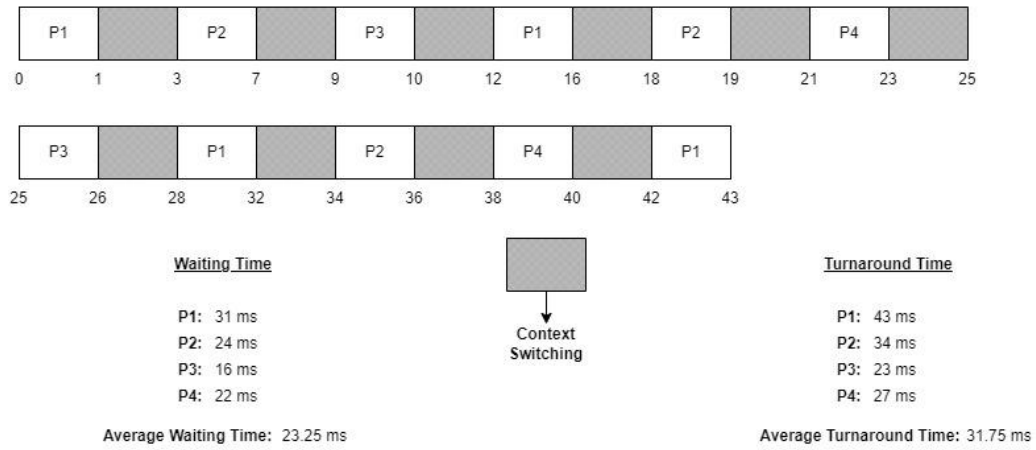 P1 P2 P3 P1 P2 P4
0 1 3 7 9 10 12 16 18 19 21 23 25
P3 P1 P2 P4 P1
25 26 28 32 34 36 38 40 42 43
Waiting Time
P1: 31 ms
P2: 24 ms
P3: 16 ms
P4: 22 ms
Average Waiting Time: 23.25 ms
Context
Switching
Turnaround Time
P1: 43 ms
P2: 34 ms
P3: 23 ms
P4: 27 ms
Average Turnaround Time: 31.75 ms